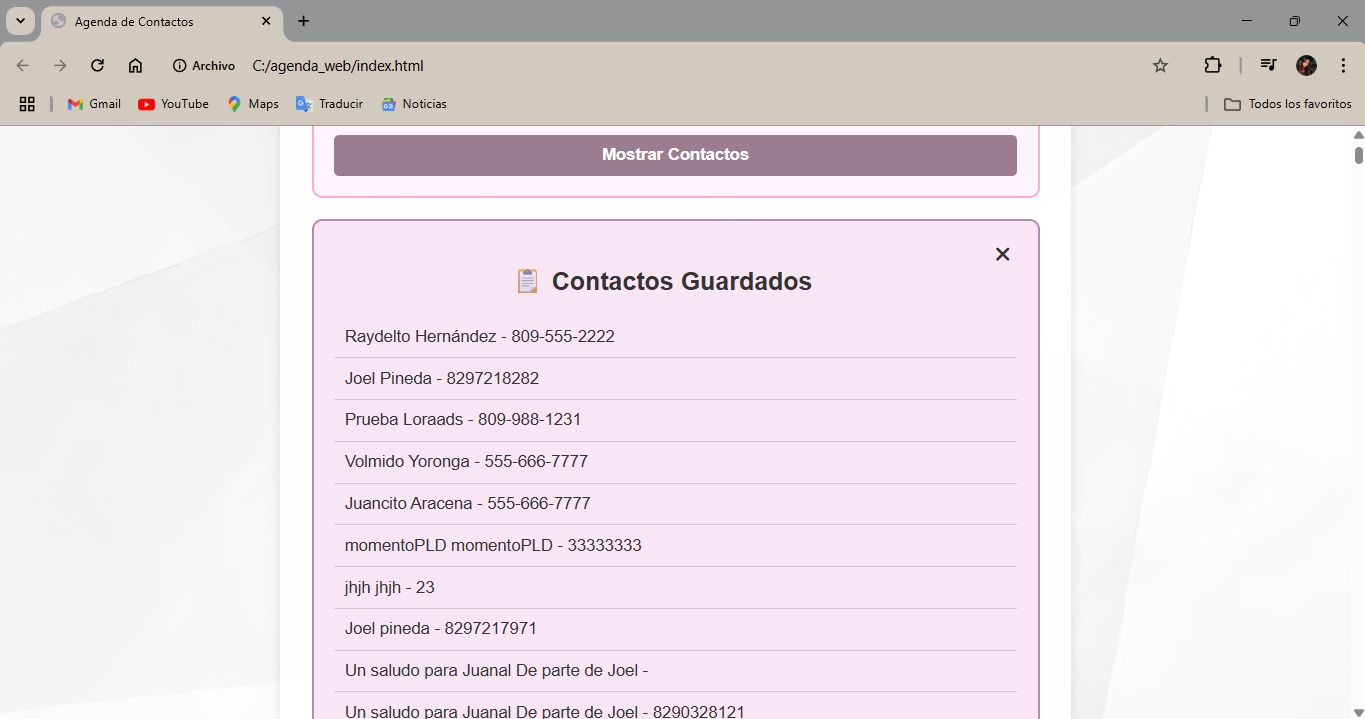 Agenda de Contactos
Archivo C:/agenda_web/index.html
Gmail YouTube Maps Traducir Noticias Todos los favoritos
Mostrar Contactos
Contactos Guardados
Raydelto Hernández - 809-555-2222
Joel Pineda - 8297218282
Prueba Loraads - 809-988-1231
Volmido Yoronga - 555-666-7777
Juancito Aracena - 555-666-7777
momentoPLD momentoPLD - 33333333
jhjh jhjh - 23
Joel pineda - 8297217971
Un saludo para Juanal De parte de Joel -
Un saludo para Juanal De parte de Joel - 8290328121